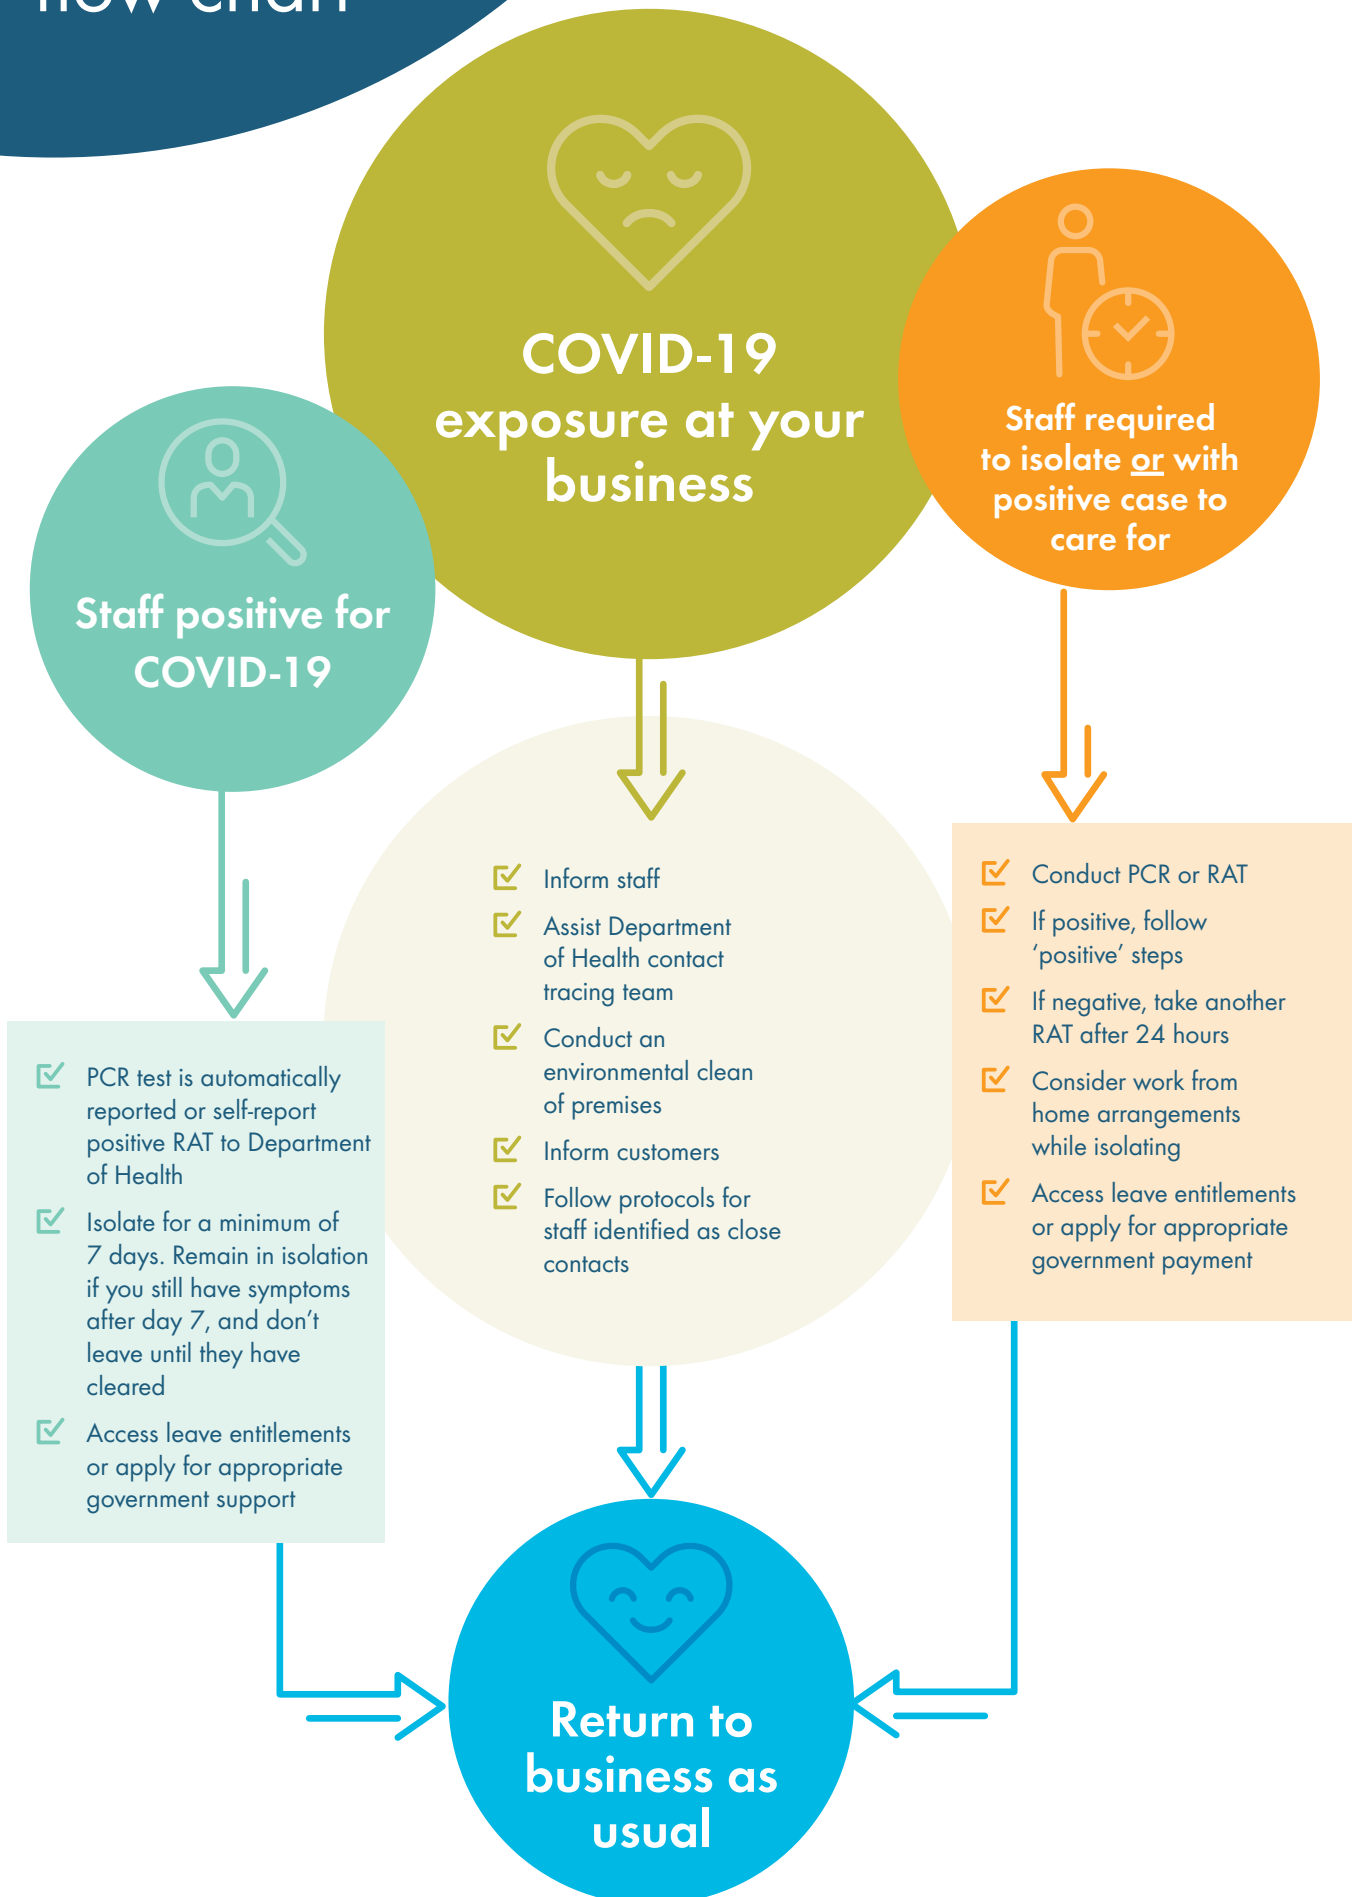 flow chart
COVID-19
exposure at your
business
Staff required
to isolate or with
positive case to
care for
Staff positive for
COVID-19
Inform staff
Assist Department
of Health contact
tracing team
Conduct an
environmental clean
of premises
Inform customers
Follow protocols for
staff identified as close
contacts
Conduct PCR or RAT
If positive, follow
‘positive’ steps
If negative, take another
RAT after 24 hours
Consider work from
home arrangements
while isolating
Access leave entitlements
or apply for appropriate
government payment
PCR test is automatically
reported or self-report
positive RAT to Department
of Health
Isolate for a minimum of
7 days. Remain in isolation
if you still have symptoms
after day 7, and don’t
leave until they have
cleared
Access leave entitlements
or apply for appropriate
government support
Return to
business as
usual